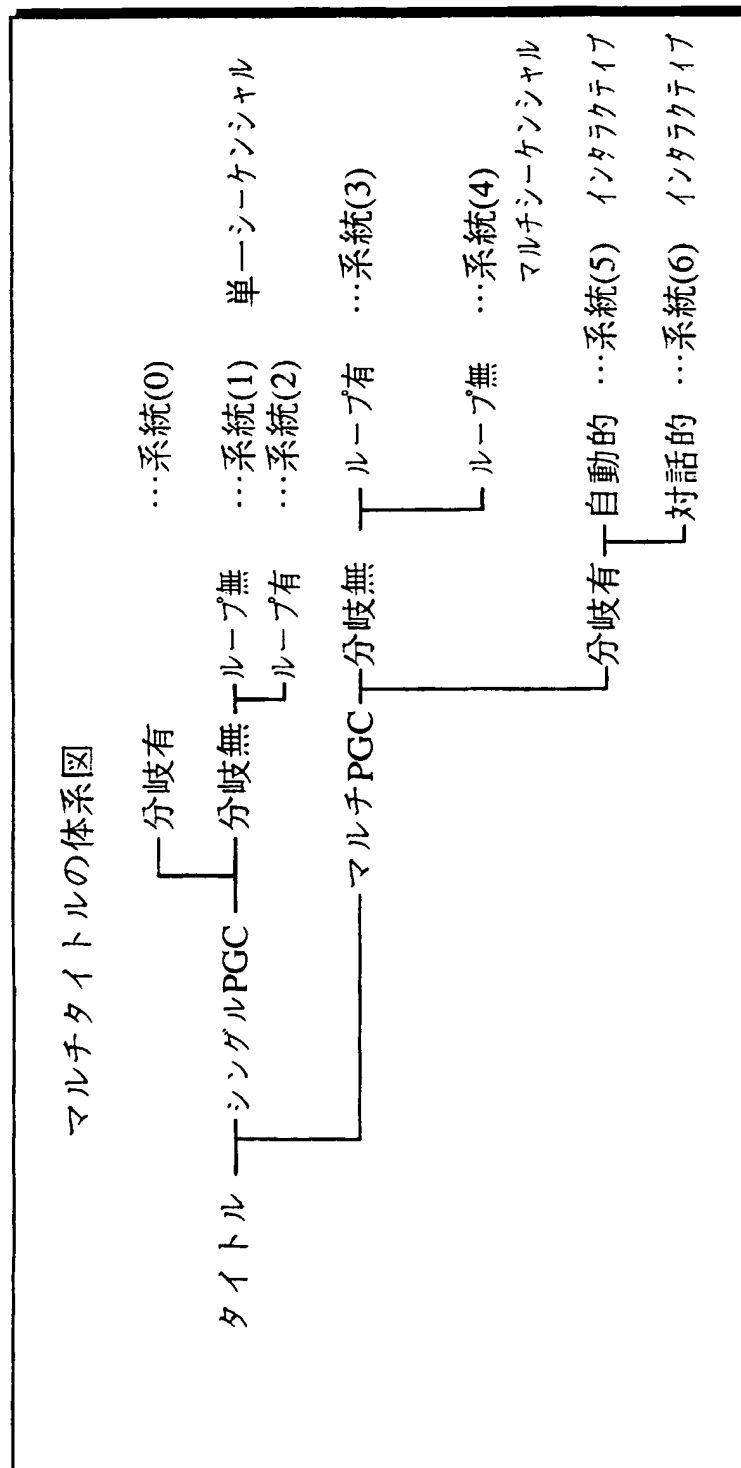 マルチタイトルの体系図
分岐有 …系統(0)
タイトル シングルPGC 分岐無 ループ無 …系統(1) 単一シーケンシャル
ループ有 …系統(2)
マルチPGC 分岐無 ループ有 …系統(3)
ループ無 …系統(4)
マルチシーケンシャル
分岐有 自動的 …系統(5) インタラクティブ
対話的 …系統(6) インタラクティブ